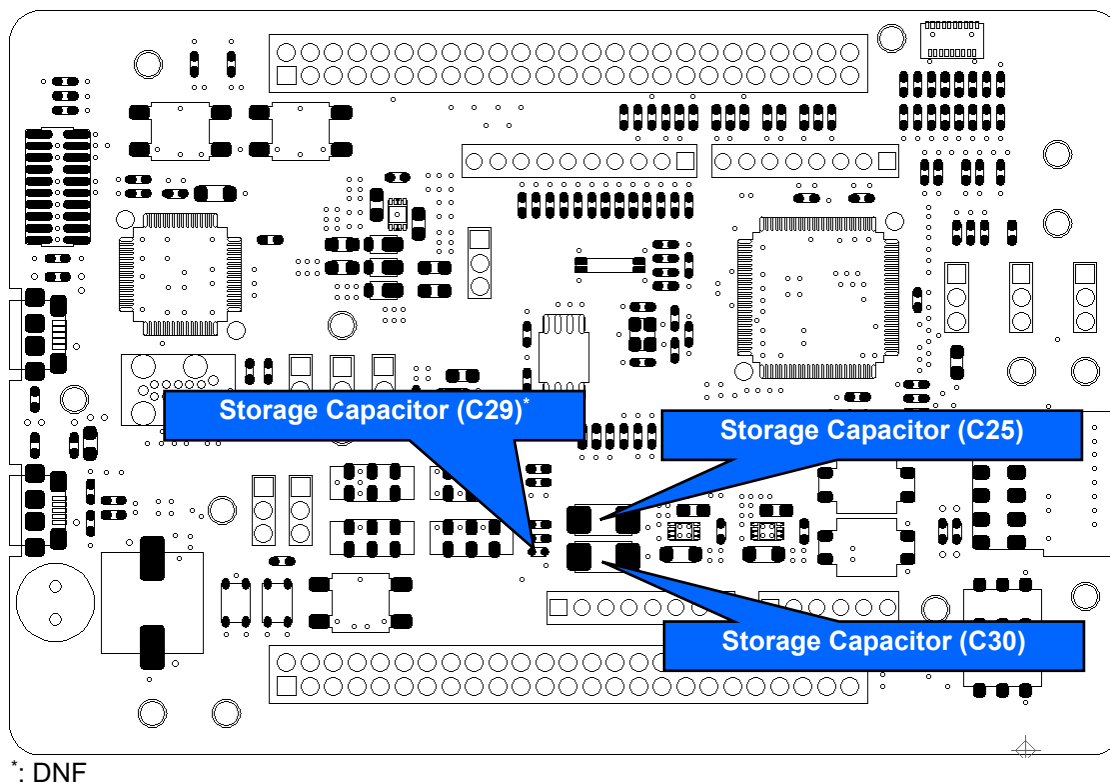 Storage Capacitor (C29)*
Storage Capacitor (C25)
Storage Capacitor (C30)
*: DNF